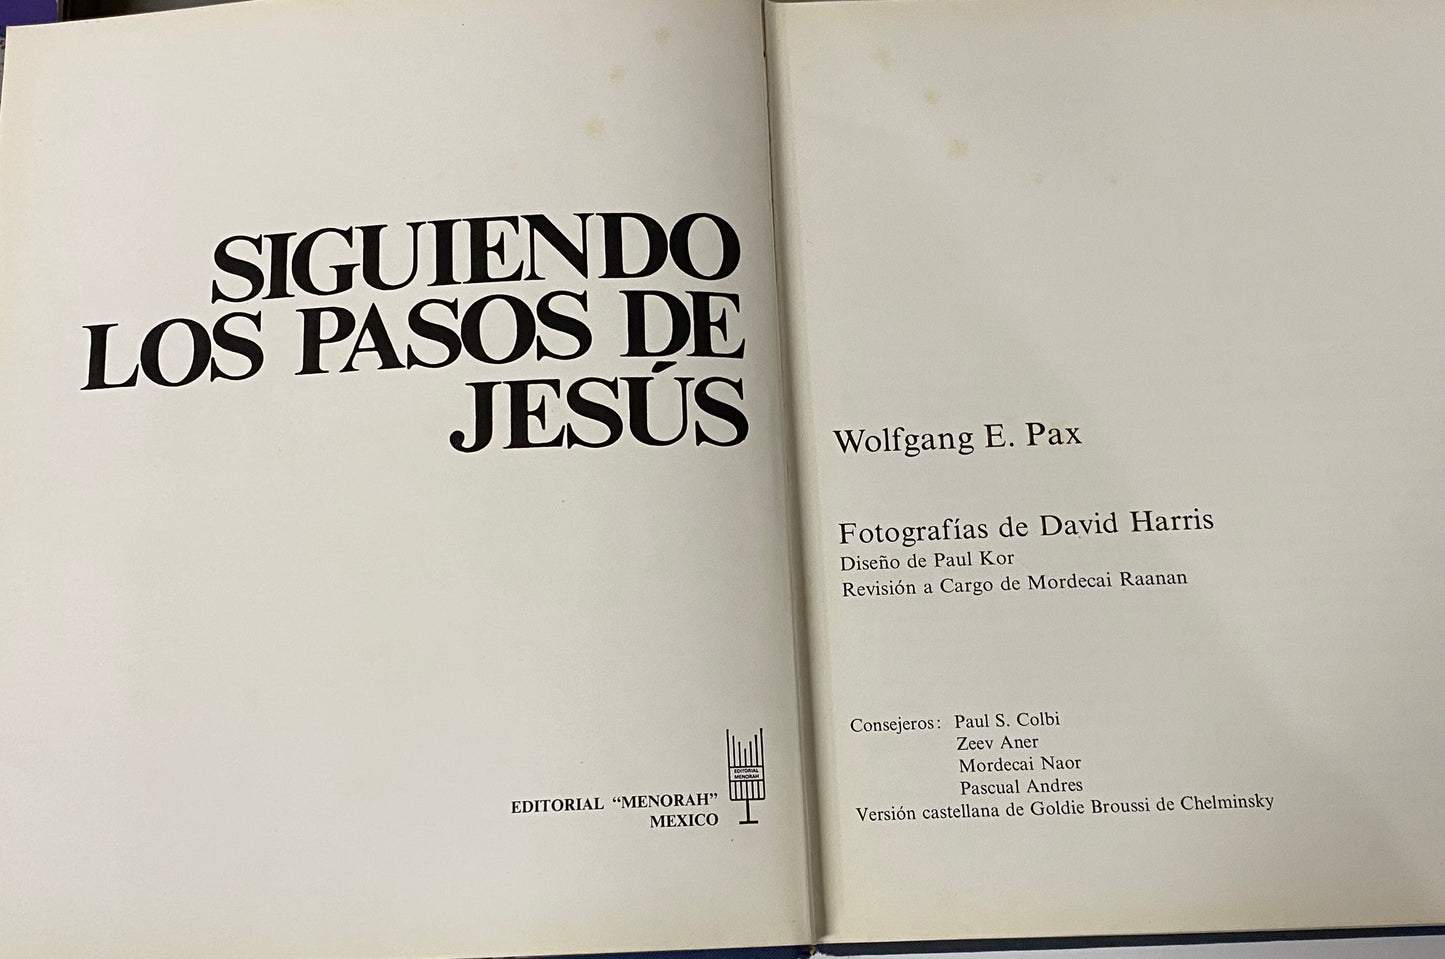 SIGUIENDO
LOS PASOS DE
JESÚS
EDITORIAL
MENORAH
EDITORIAL “MENORAH”
MEXICO
Wolfgang E. Pax
Fotografías de David Harris
Diseño de Paul Kor
Revisión a Cargo de Mordecai Raanan
Consejeros: Paul S. Colbi
Zeev Aner
Mordecai Naor
Pascual Andres
Versión castellana de Goldie Broussi de Chelminsky